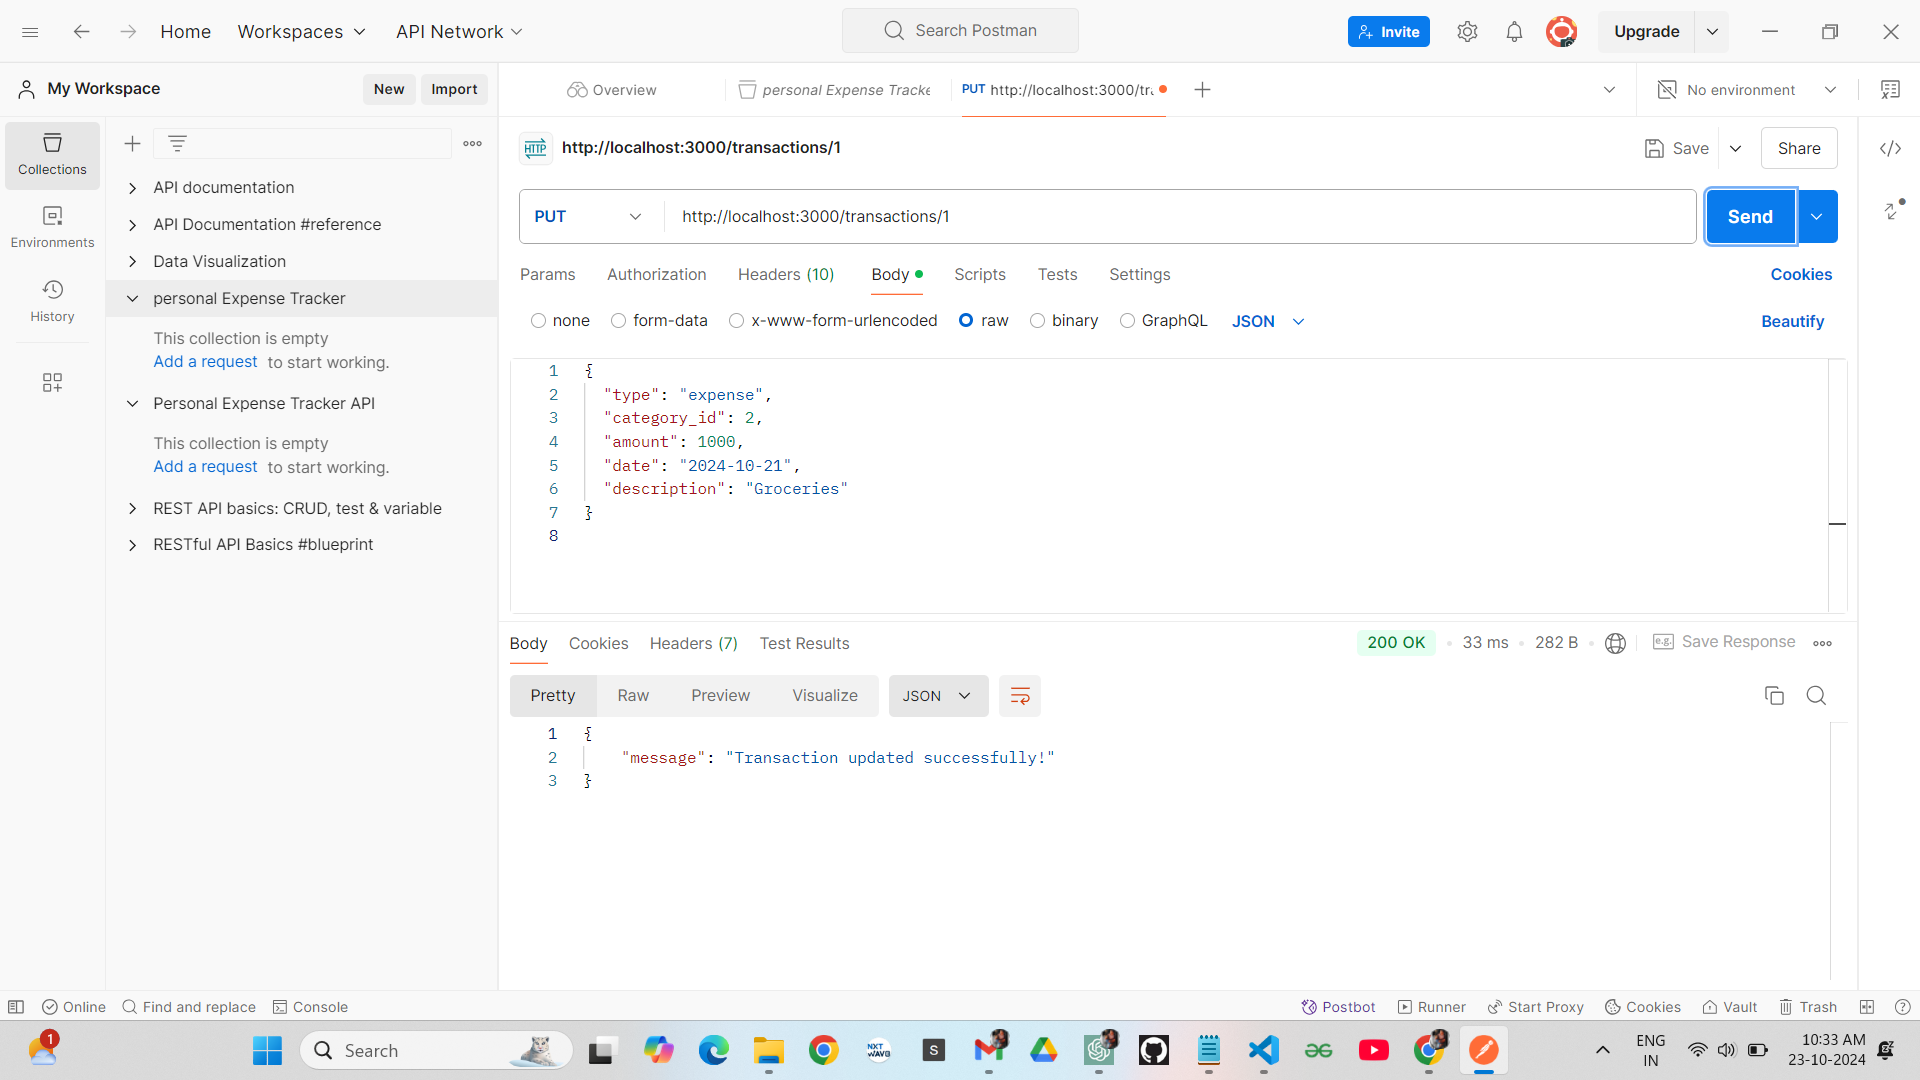 Home
Workspaces
API Network
Search Postman
Invite
Upgrade
My Workspace
New
Import
Overview
personal Expense Tracke
PUT http://localhost:3000/tra
No environment
Collections
Environments
History
API documentation
API Documentation #reference
Data Visualization
personal Expense Tracker
This collection is empty
Add a request to start working.
Personal Expense Tracker API
This collection is empty
Add a request to start working.
REST API basics: CRUD, test & variable
RESTful API Basics #blueprint
HTTP http://localhost:3000/transactions/1
Save
Share
PUT
http://localhost:3000/transactions/1
Send
Params
Authorization
Headers (10)
Body
Scripts
Tests
Settings
Cookies
none
form-data
x-www-form-urlencoded
raw
binary
GraphQL
JSON
Beautify
1 {
2 "type": "expense",
3 "category_id": 2,
4 "amount": 1000,
5 "date": "2024-10-21",
6 "description": "Groceries"
7 }
8
Body
Cookies
Headers (7)
Test Results
200 OK
33 ms
282 B
e.g. Save Response
Pretty
Raw
Preview
Visualize
JSON
1 {
2 "message": "Transaction updated successfully!"
3 }
Online
Find and replace
Console
Postbot
Runner
Start Proxy
Cookies
Vault
Trash
1
Search
NXT
WAVE
S
ENG
IN
10:33 AM
23-10-2024